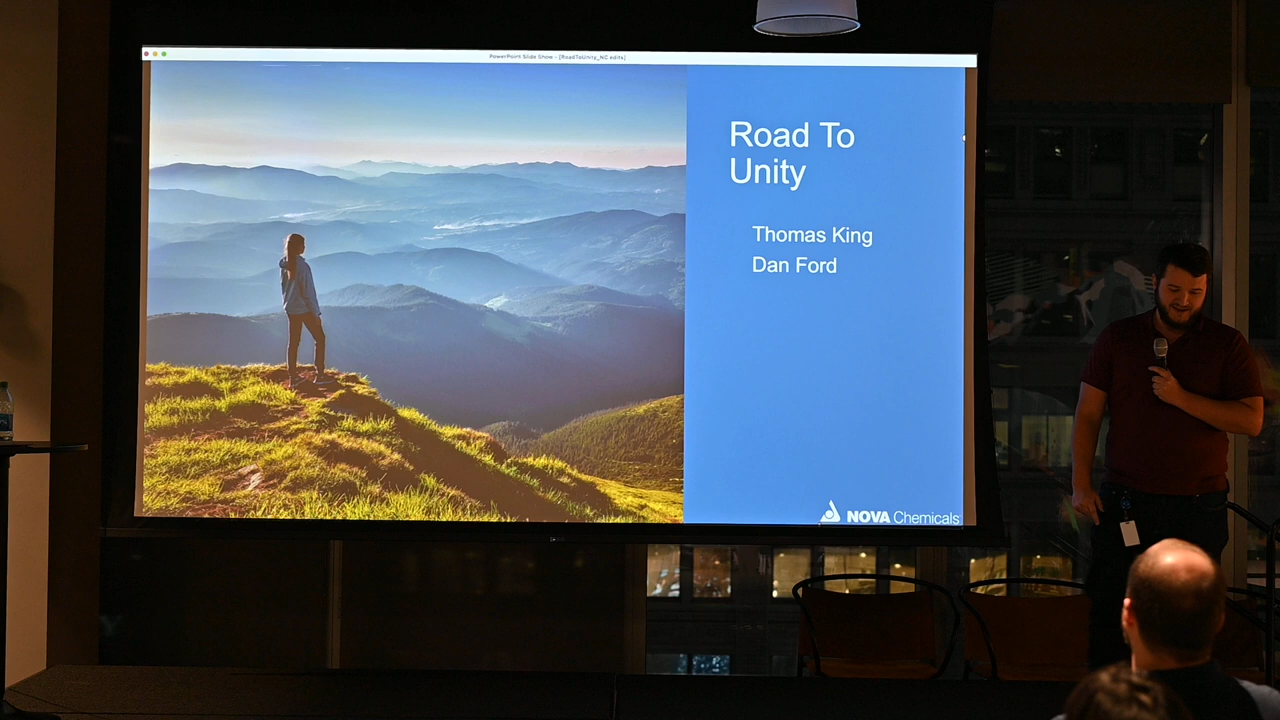 PowerPoint Slide Show - [RoadToUnity_NC edits]
Road To
Unity
Thomas King
Dan Ford
NOVA Chemicals